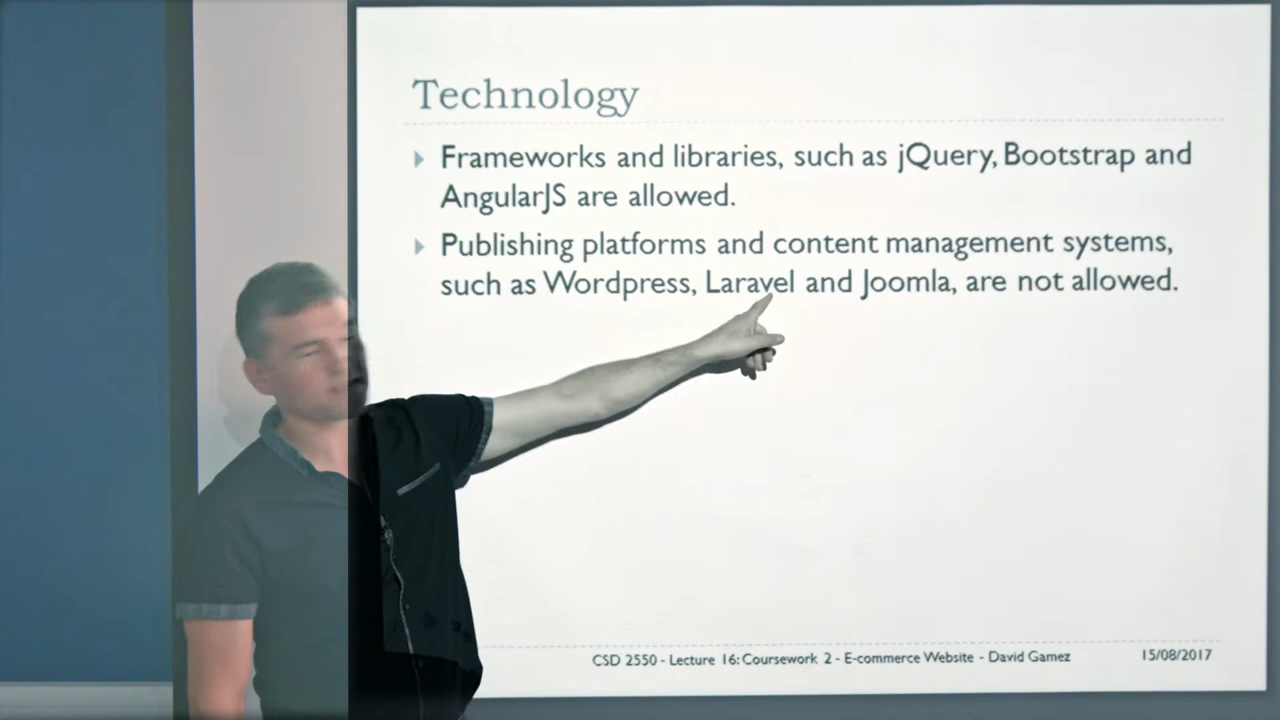 Technology
Frameworks and libraries, such as jQuery, Bootstrap and
AngularJS are allowed.
Publishing platforms and content management systems,
such as Wordpress, Laravel and Joomla, are not allowed.
CSD 2550 - Lecture 16: Coursework 2 - E-commerce Website - David Gamez 15/08/2017